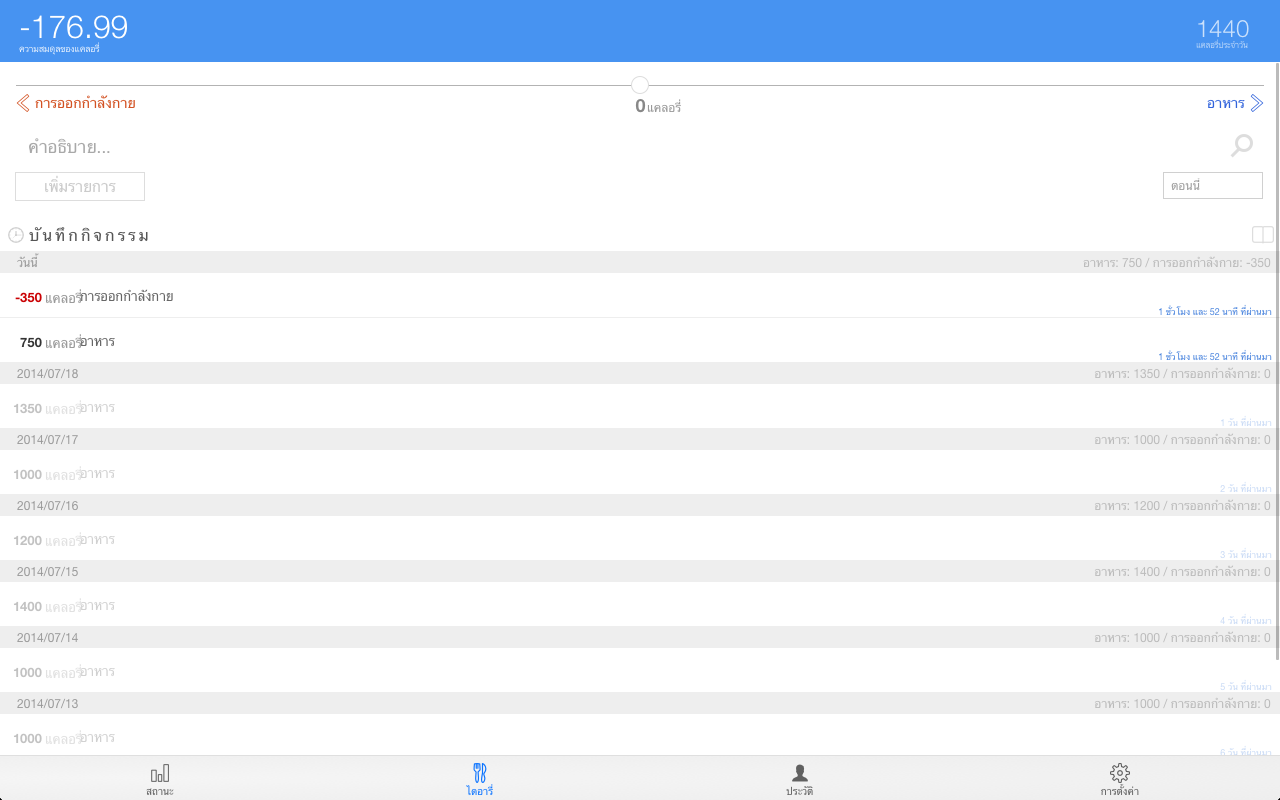 -176.99
ความสมดุลของแคลอรี่
1440
แคลอรี่ประจำวัน
การออกกำลังกาย
0 แคลอรี่
อาหาร
คำอธิบาย...
เพิ่มรายการ
ตอนนี้
บันทึกกิจกรรม
วันนี้ อาหาร: 750 / การออกกำลังกาย: -350
-350 แคลอรี่ การออกกำลังกาย
1 ชั่วโมง และ 52 นาที ที่ผ่านมา
750 แคลอรี่ อาหาร
1 ชั่วโมง และ 52 นาที ที่ผ่านมา
2014/07/18 อาหาร: 1350 / การออกกำลังกาย: 0
1350 แคลอรี่ อาหาร
1 วัน ที่ผ่านมา
2014/07/17 อาหาร: 1000 / การออกกำลังกาย: 0
1000 แคลอรี่ อาหาร
2 วัน ที่ผ่านมา
2014/07/16 อาหาร: 1200 / การออกกำลังกาย: 0
1200 แคลอรี่ อาหาร
3 วัน ที่ผ่านมา
2014/07/15 อาหาร: 1400 / การออกกำลังกาย: 0
1400 แคลอรี่ อาหาร
4 วัน ที่ผ่านมา
2014/07/14 อาหาร: 1000 / การออกกำลังกาย: 0
1000 แคลอรี่ อาหาร
5 วัน ที่ผ่านมา
2014/07/13 อาหาร: 1000 / การออกกำลังกาย: 0
1000 แคลอรี่ อาหาร
6 วัน ที่ผ่านมา
สถานะ
ไดอารี่
ประวัติ
การตั้งค่า